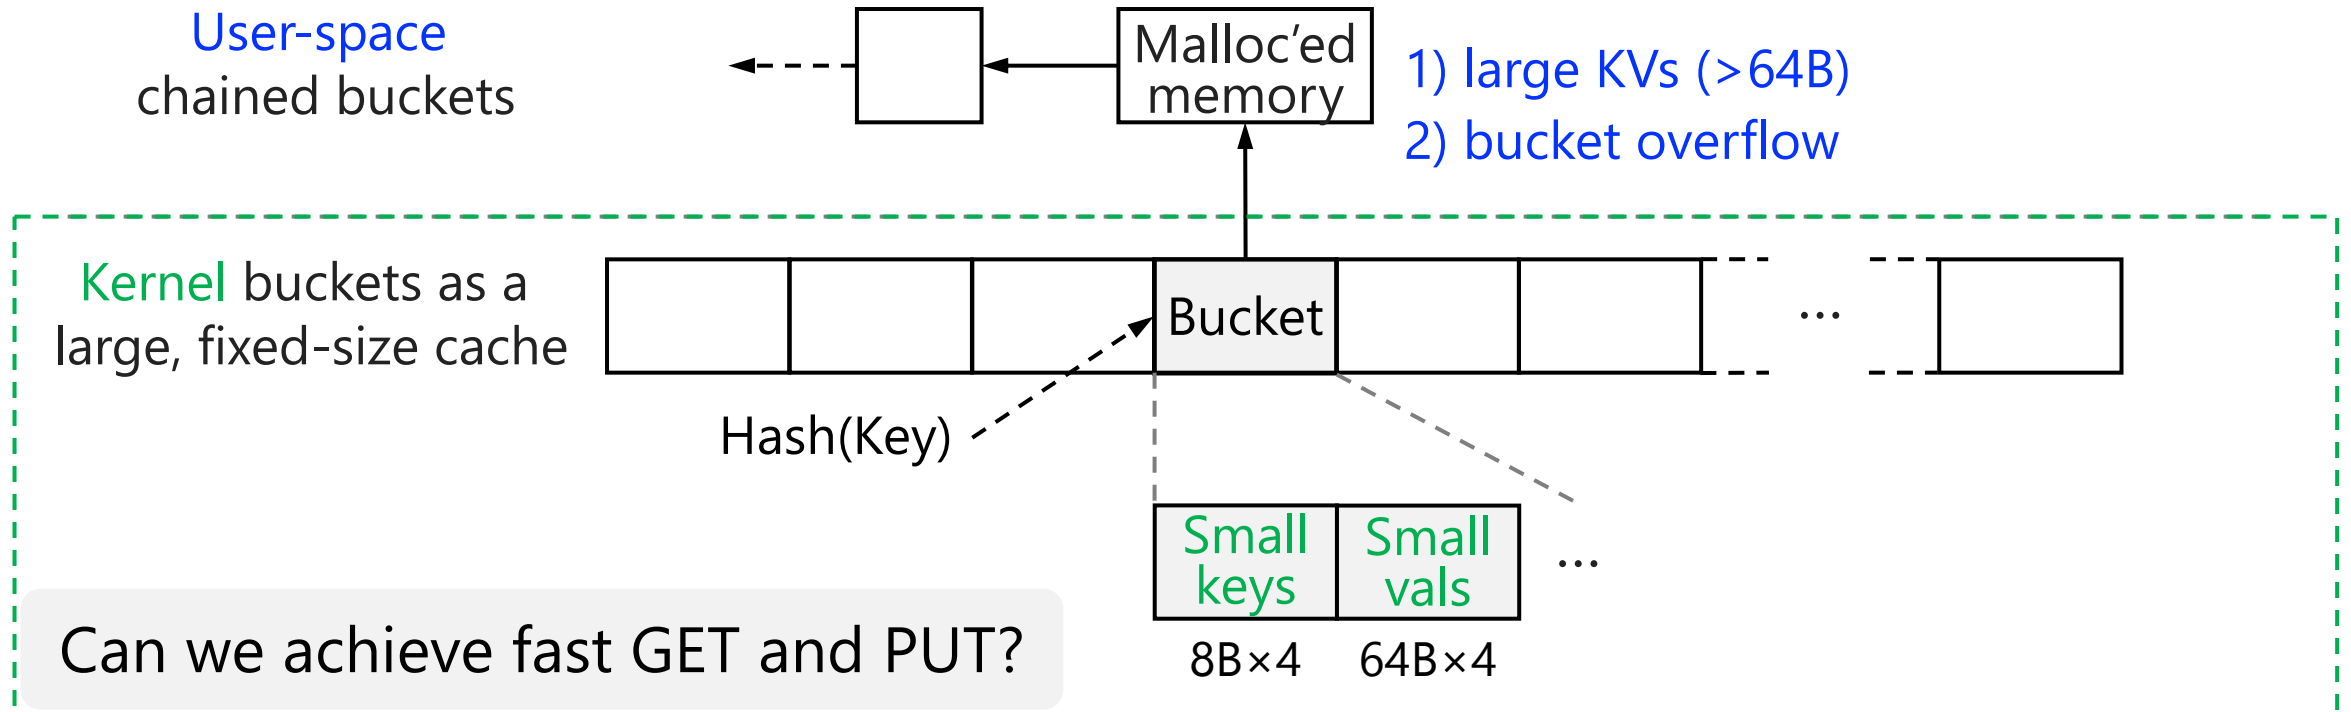 User-space
chained buckets
Malloc’ed
memory
1) large KVs (>64B)
2) bucket overflow
Kernel buckets as a
large, fixed-size cache
Bucket
...
Hash(Key)
Small
keys
Small
vals
...
8B×4
64B×4
Can we achieve fast GET and PUT?